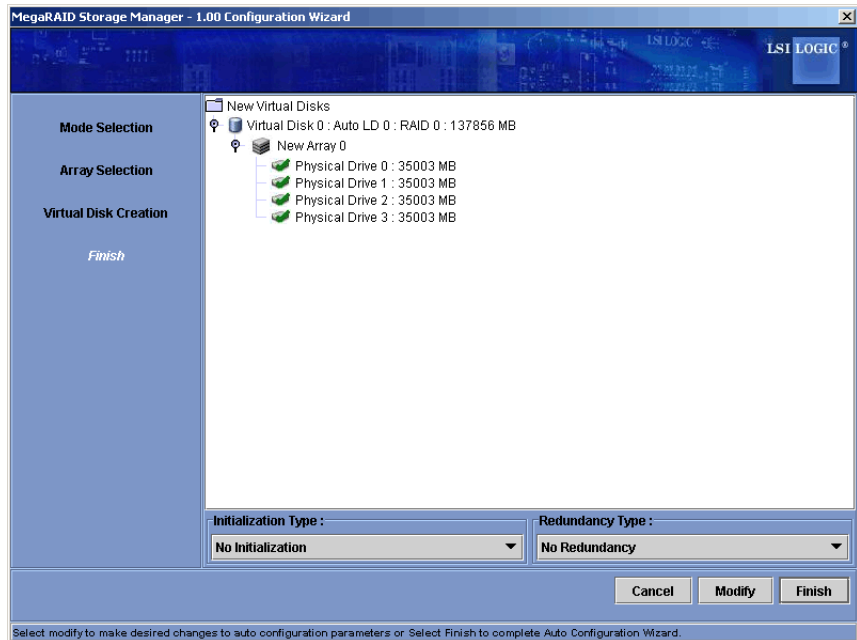 MegaRAID Storage Manager - 1.00 Configuration Wizard
LSI LOGIC
LSI LOGIC ®
Mode Selection
Array Selection
Virtual Disk Creation
Finish
New Virtual Disks
Virtual Disk 0 : Auto LD 0 : RAID 0 : 137856 MB
New Array 0
Physical Drive 0 : 35003 MB
Physical Drive 1 : 35003 MB
Physical Drive 2 : 35003 MB
Physical Drive 3 : 35003 MB
Initialization Type :
No Initialization
Redundancy Type :
No Redundancy
Cancel
Modify
Finish
Select modify to make desired changes to auto configuration parameters or Select Finish to complete Auto Configuration Wizard.